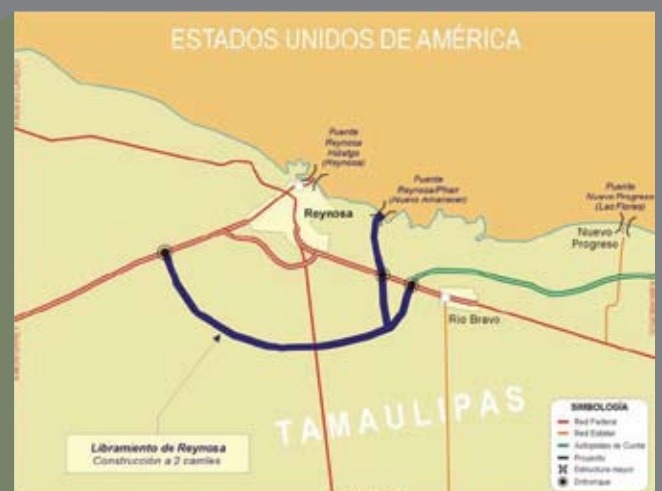 ESTADOS UNIDOS DE AMÉRICA
Puente
Reynosa
Hidalgo
(Reynosa)
Puente
Reynosa/Pharr
(Nuevo Amanecer)
Puente
Nuevo Progreso
(Las Flores)
Reynosa
Nuevo
Progreso
Río Bravo
TAMAULIPAS
Libramiento de Reynosa
Construcción a 2 carriles
SIMBOLOGÍA
Red Federal
Red Estatal
Autopistas de Cuota
Proyecto
Estructura mayor
Entronque